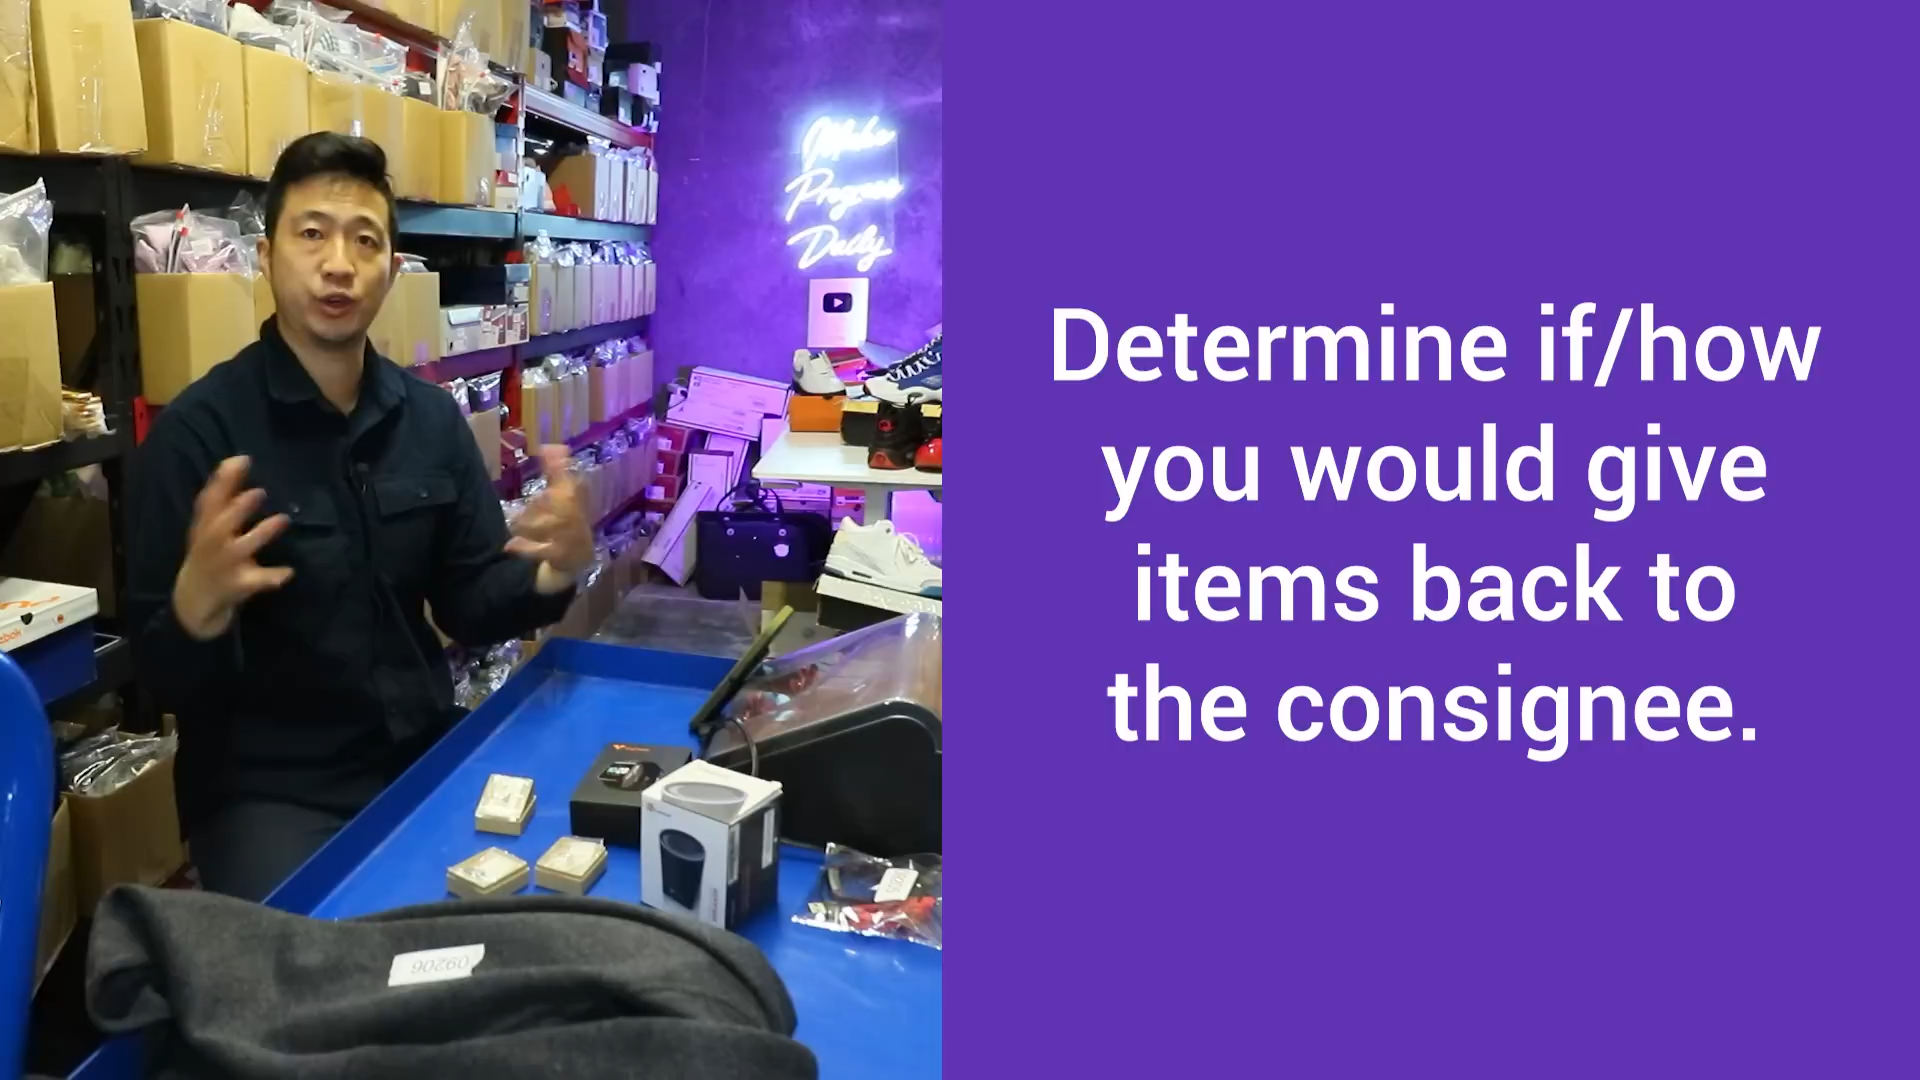 Make
Progress
Daily
Determine if/how
you would give
items back to
the consignee.
09206